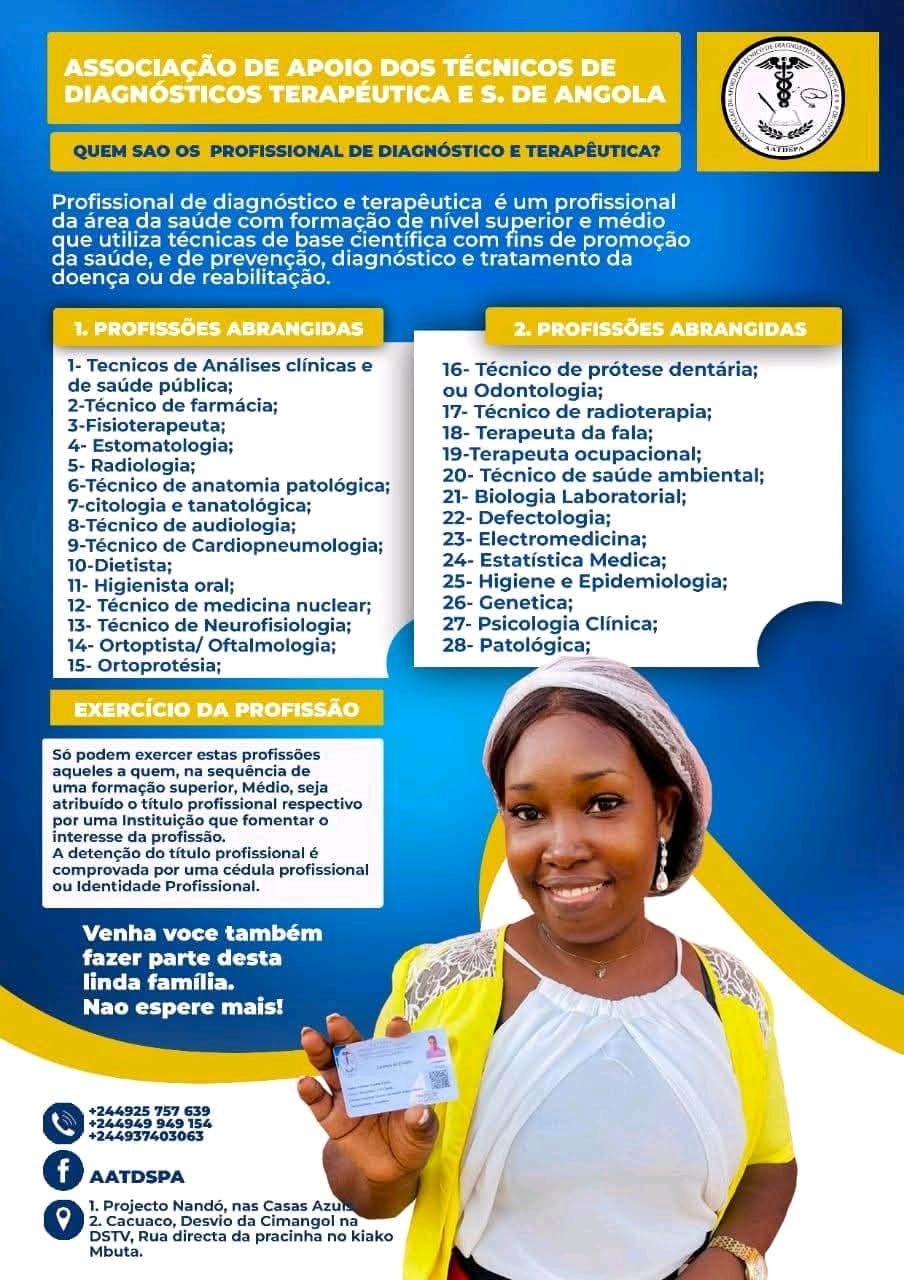 ASSOCIAÇÃO DE APOIO DOS TÉCNICOS DE
DIAGNÓSTICOS TERAPÉUTICA E S. DE ANGOLA
AATDSPA
QUEM SAO OS PROFISSIONAL DE DIAGNÓSTICO E TERAPÊUTICA?
Profissional de diagnóstico e terapêutica é um profissional
da área da saúde com formação de nível superior e médio
que utiliza técnicas de base científica com fins de promoção
da saúde, e de prevenção, diagnóstico e tratamento da
doença ou de reabilitação.
1. PROFISSÕES ABRANGIDAS
1- Tecnicos de Análises clínicas e
de saúde pública;
2-Técnico de farmácia;
3-Fisioterapeuta;
4- Estomatologia;
5- Radiologia;
6-Técnico de anatomia patológica;
7-citologia e tanatológica;
8-Técnico de audiologia;
9-Técnico de Cardiopneumologia;
10-Dietista;
11- Higienista oral;
12- Técnico de medicina nuclear;
13- Técnico de Neurofisiologia;
14- Ortoptista/ Oftalmologia;
15- Ortoprotésia;
2. PROFISSÕES ABRANGIDAS
16- Técnico de prótese dentária;
ou Odontologia;
17- Técnico de radioterapia;
18- Terapeuta da fala;
19-Terapeuta ocupacional;
20- Técnico de saúde ambiental;
21- Biologia Laboratorial;
22- Defectologia;
23- Electromedicina;
24- Estatística Medica;
25- Higiene e Epidemiologia;
26- Genetica;
27- Psicologia Clínica;
28- Patológica;
EXERCÍCIO DA PROFISSÃO
Só podem exercer estas profissões
aqueles a quem, na sequência de
uma formação superior, Médio, seja
atribuído o título profissional respectivo
por uma Instituição que fomentar o
interesse da profissão.
A detenção do título profissional é
comprovada por uma cédula profissional
ou Identidade Profissional.
Venha voce também
fazer parte desta
linda família.
Nao espere mais!
+244925 757 639
+244949 949 154
+244937403063
AATDSPA
1. Projecto Nandó, nas Casas Azuis
2. Cacuaco, Desvio da Cimangol na
DSTV, Rua directa da pracinha no kiako
Mbuta.